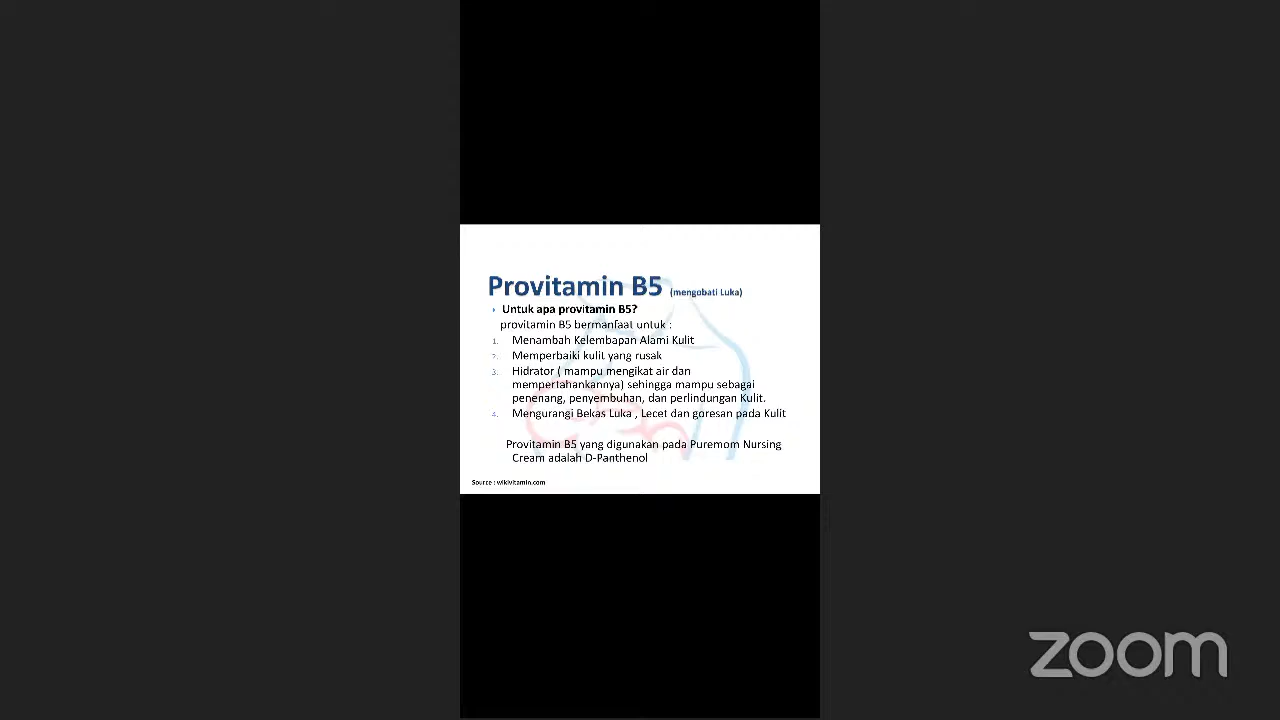 Provitamin B5 (mengobati Luka)
Untuk apa provitamin B5?
provitamin B5 bermanfaat untuk :
1. Menambah Kelembapan Alami Kulit
2. Memperbaiki kulit yang rusak
3. Hidrator ( mampu mengikat air dan
mempertahankannya) sehingga mampu sebagai
penenang, penyembuhan, dan perlindungan Kulit.
4. Mengurangi Bekas Luka , Lecet dan goresan pada Kulit
Provitamin B5 yang digunakan pada Puremom Nursing
Cream adalah D-Panthenol
Source : wikivitamin.com
zoom